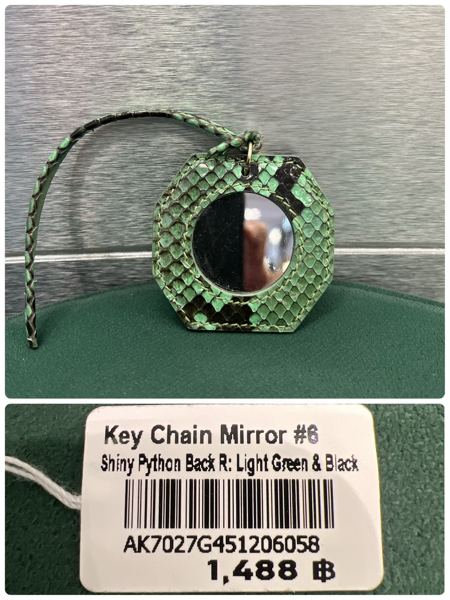 Key Chain Mirror #6
Shiny Python Back R: Light Green & Black
AK7027G451206058
1,488 ฿